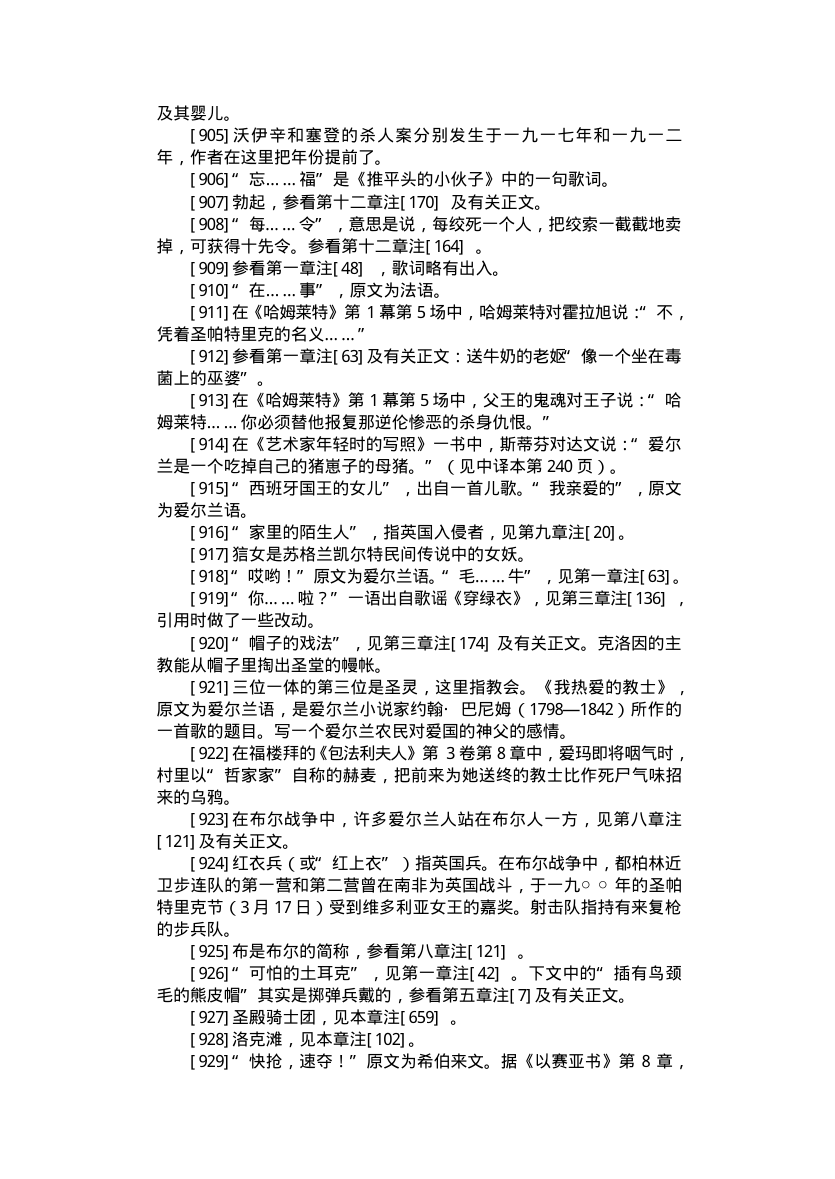 及其婴儿。
[905]沃伊辛和塞登的杀人案分别发生于一九一七年和一九一二
年，作者在这里把年份提前了。
[906]“忘……福”是《推平头的小伙子》中的一句歌词。
[907]勃起，参看第十二章注[170]及有关正文。
[908]“每……令”，意思是说，每绞死一个人，把绞索一截截地卖
掉，可获得十先令。参看第十二章注[164]。
[909]参看第一章注[48]，歌词略有出入。
[910]“在……事”，原文为法语。
[911]在《哈姆莱特》第1幕第5场中，哈姆莱特对霍拉旭说：“不，
凭着圣帕特里克的名义……”
[912]参看第一章注[63]及有关正文：送牛奶的老妪“像一个坐在毒
菌上的巫婆”。
[913]在《哈姆莱特》第1幕第5场中，父王的鬼魂对王子说：“哈
姆莱特……你必须替他报复那逆伦惨恶的杀身仇恨。”
[914]在《艺术家年轻时的写照》一书中，斯蒂芬对达文说：“爱尔
兰是一个吃掉自己的猪崽子的母猪。”（见中译本第240页）。
[915]“西班牙国王的女儿”，出自一首儿歌。“我亲爱的”，原文
为爱尔兰语。
[916]“家里的陌生人”，指英国入侵者，见第九章注[20]。
[917]狺女是苏格兰凯尔特民间传说中的女妖。
[918]“哎哟！”原文为爱尔兰语。“毛……牛”，见第一章注[63]。
[919]“你……啦？”一语出自歌谣《穿绿衣》，见第三章注[136]，
引用时做了一些改动。
[920]“帽子的戏法”，见第三章注[174]及有关正文。克洛因的主
教能从帽子里掏出圣堂的幔帐。
[921]三位一体的第三位是圣灵，这里指教会。《我热爱的教士》，
原文为爱尔兰语，是爱尔兰小说家约翰·巴尼姆（1798—1842）所作的
一首歌的题目。写一个爱尔兰农民对爱国的神父的感情。
[922]在福楼拜的《包法利夫人》第3卷第8章中，爱玛即将咽气时，
村里以“哲家家”自称的赫麦，把前来为她送终的教士比作死尸气味招
来的乌鸦。
[923]在布尔战争中，许多爱尔兰人站在布尔人一方，见第八章注
[121]及有关正文。
[924]红衣兵（或“红上衣”）指英国兵。在布尔战争中，都柏林近
卫步连队的第一营和第二营曾在南非为英国战斗，于一九○○年的圣帕
特里克节（3月17日）受到维多利亚女王的嘉奖。射击队指持有来复枪
的步兵队。
[925]布是布尔的简称，参看第八章注[121]。
[926]“可怕的土耳克”，见第一章注[42]。下文中的“插有鸟颈
毛的熊皮帽”其实是掷弹兵戴的，参看第五章注[7]及有关正文。
[927]圣殿骑士团，见本章注[659]。
[928]洛克滩，见本章注[102]。
[929]“快抢，速夺！”原文为希伯来文。据《以赛亚书》第8章，